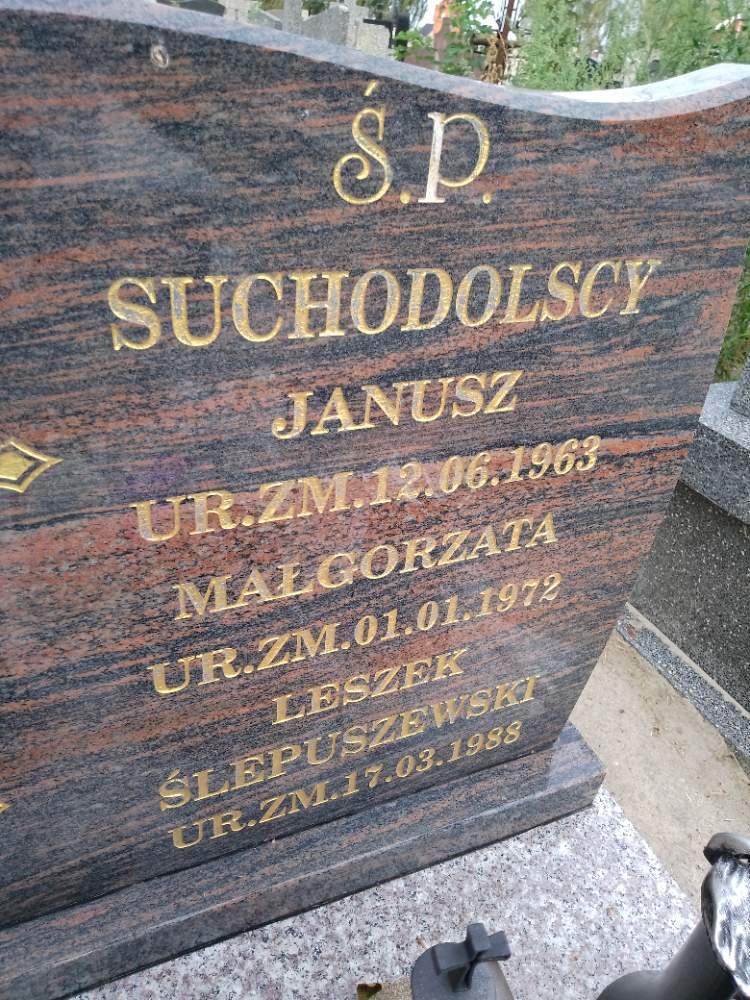 Ś.P.
SUCHODOLSCY
JANUSZ
UR.ZM.12.06.1963
MAŁGORZATA
UR.ZM.01.01.1972
LESZEK
ŚLEPUSZEWSKI
UR.ZM.17.03.1988